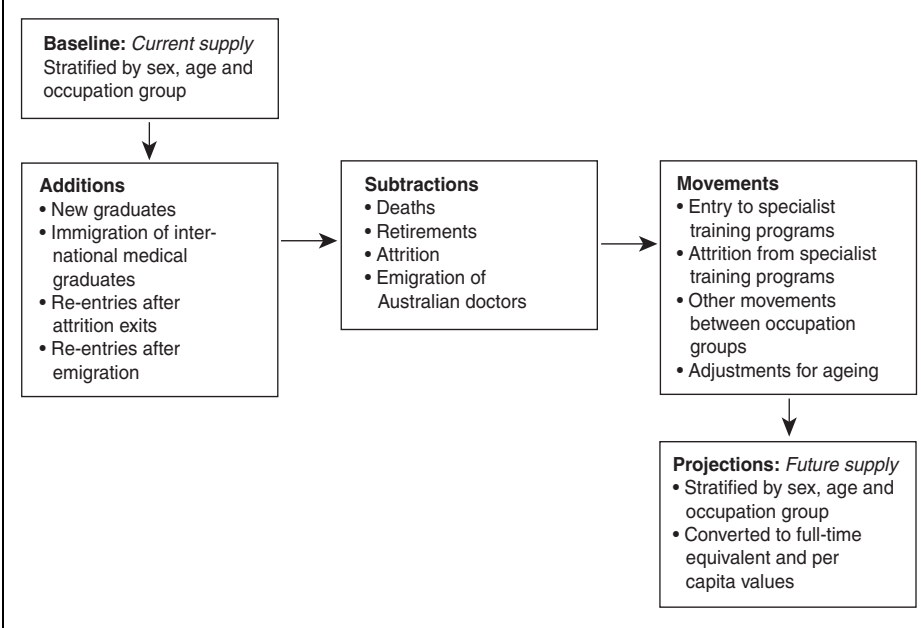 Baseline: Current supply
Stratified by sex, age and
occupation group
Additions
• New graduates
• Immigration of inter-
national medical
graduates
• Re-entries after
attrition exits
• Re-entries after
emigration
Subtractions
• Deaths
• Retirements
• Attrition
• Emigration of
Australian doctors
Movements
• Entry to specialist
training programs
• Attrition from specialist
training programs
• Other movements
between occupation
groups
• Adjustments for ageing
Projections: Future supply
• Stratified by sex, age and
occupation group
• Converted to full-time
equivalent and per
capita values